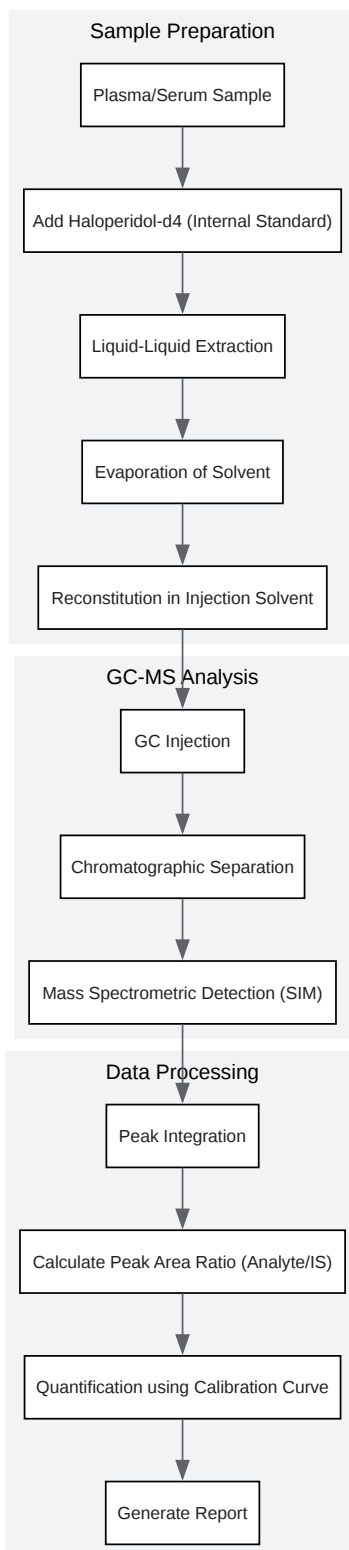 Sample Preparation
Plasma/Serum Sample
Add Haloperidol-d4 (Internal Standard)
Liquid-Liquid Extraction
Evaporation of Solvent
Reconstitution in Injection Solvent
GC-MS Analysis
GC Injection
Chromatographic Separation
Mass Spectrometric Detection (SIM)
Data Processing
Peak Integration
Calculate Peak Area Ratio (Analyte/IS)
Quantification using Calibration Curve
Generate Report